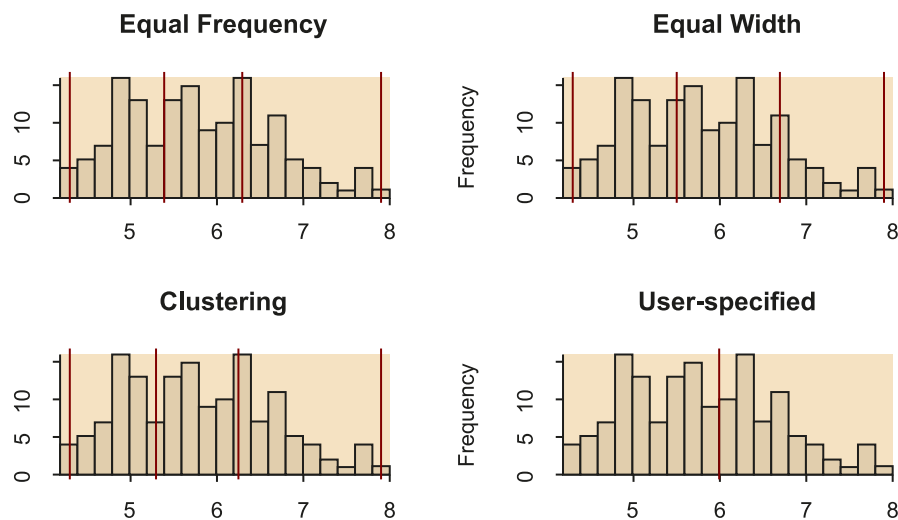 Equal Frequency
0 5 10
5 6 7 8
Equal Width
Frequency
0 5 10
5 6 7 8
Clustering
0 5 10
5 6 7 8
User-specified
Frequency
0 5 10
5 6 7 8